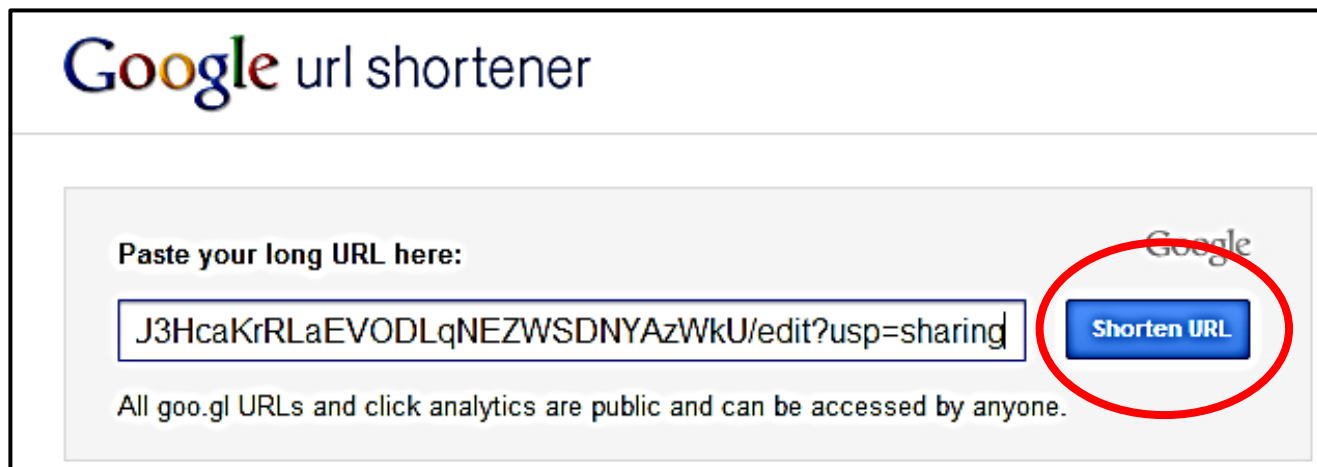 Google url shortener
Google
Paste your long URL here:
J3HcaKrRLaEVODLqNEZWSDNYAzWkU/edit?usp=sharing
Shorten URL
All goo.gl URLs and click analytics are public and can be accessed by anyone.